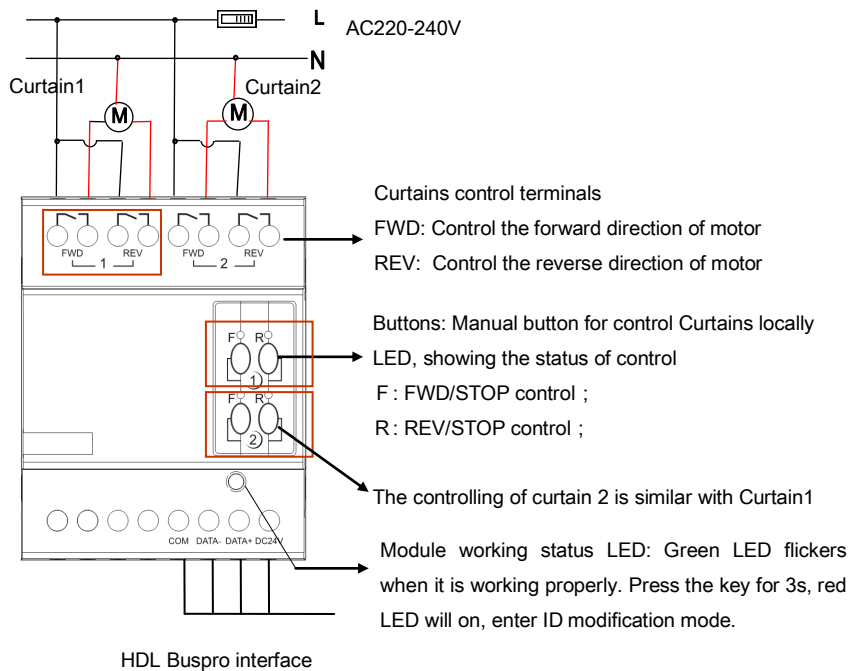 L
AC220-240V
N
Curtain1
Curtain2
M
M
Curtains control terminals
FWD: Control the forward direction of motor
REV: Control the reverse direction of motor
FWD REV FWD REV
1 2
Buttons: Manual button for control Curtains locally
LED, showing the status of control
F : FWD/STOP control ;
R : REV/STOP control ;
F R
1
F R
2
The controlling of curtain 2 is similar with Curtain1
COM DATA- DATA+ DC24V
Module working status LED: Green LED flickers
when it is working properly. Press the key for 3s, red
LED will on, enter ID modification mode.
HDL Buspro interface